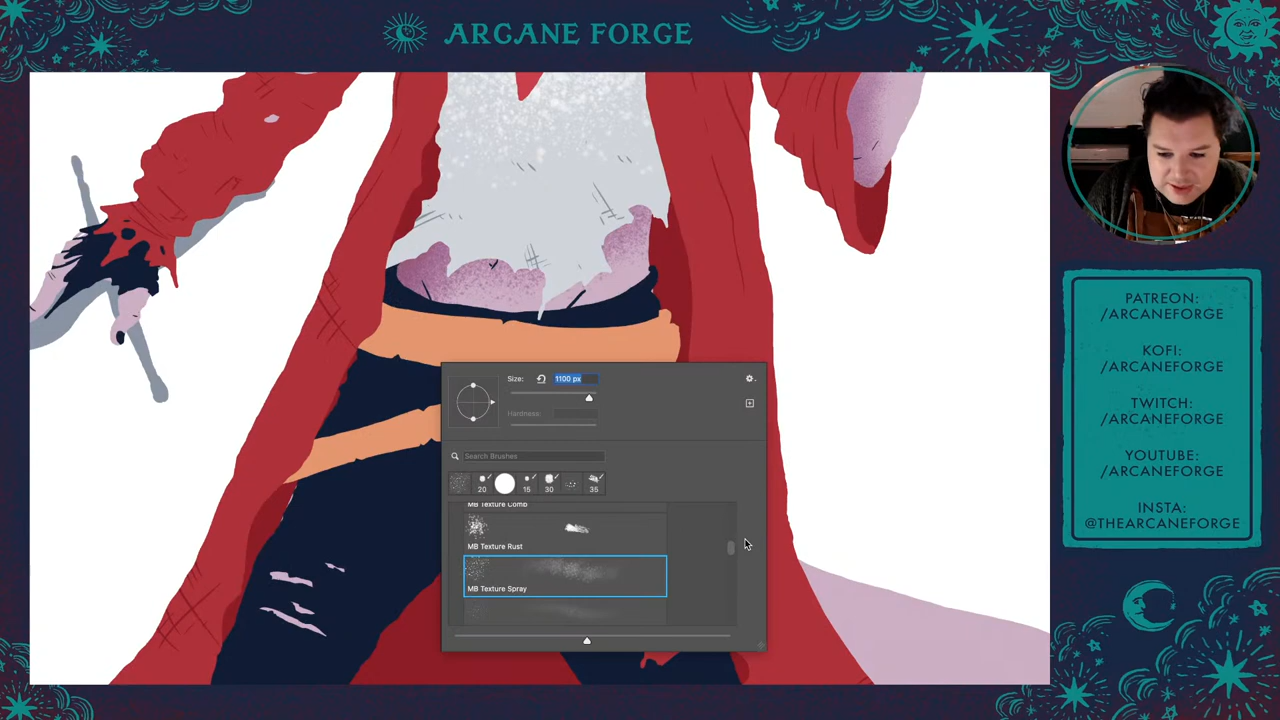 ARCANE FORGE
Size:
1100 px
Hardness:
Search Brushes
20
15
30
35
MB Texture Comb
MB Texture Rust
MB Texture Spray
PATREON:
/ARCANEFORGE
KOFI:
/ARCANEFORGE
TWITCH:
/ARCANEFORGE
YOUTUBE:
/ARCANEFORGE
INSTA:
@THEARCANEFORGE